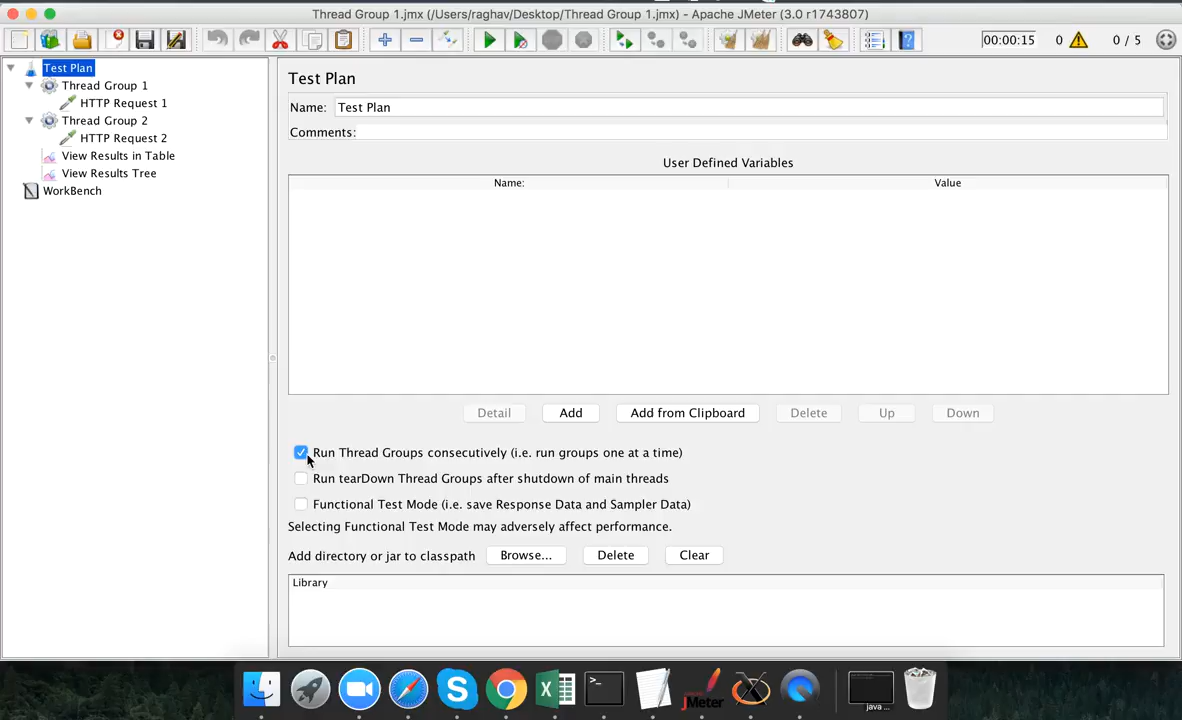 Thread Group 1.jmx (/Users/raghav/Desktop/Thread Group 1.jmx) - Apache JMeter (3.0 r1743807)
00:00:15 0 0 / 5
Test Plan
Thread Group 1
HTTP Request 1
Thread Group 2
HTTP Request 2
View Results in Table
View Results Tree
WorkBench
Test Plan
Name: Test Plan
Comments:
User Defined Variables
Name: Value
Detail Add Add from Clipboard Delete Up Down
Run Thread Groups consecutively (i.e. run groups one at a time)
Run tearDown Thread Groups after shutdown of main threads
Functional Test Mode (i.e. save Response Data and Sampler Data)
Selecting Functional Test Mode may adversely affect performance.
Add directory or jar to classpath Browse... Delete Clear
Library
JMeter
java ...